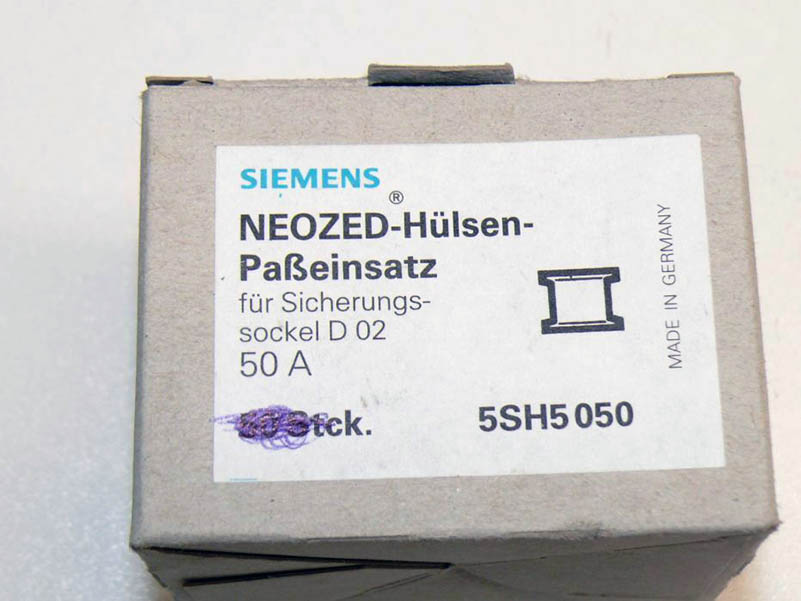 SIEMENS
®
NEOZED-Hülsen-
Paßeinsatz
für Sicherungs-
sockel D 02
50 A
Stck.
5SH5 050
MADE IN GERMANY